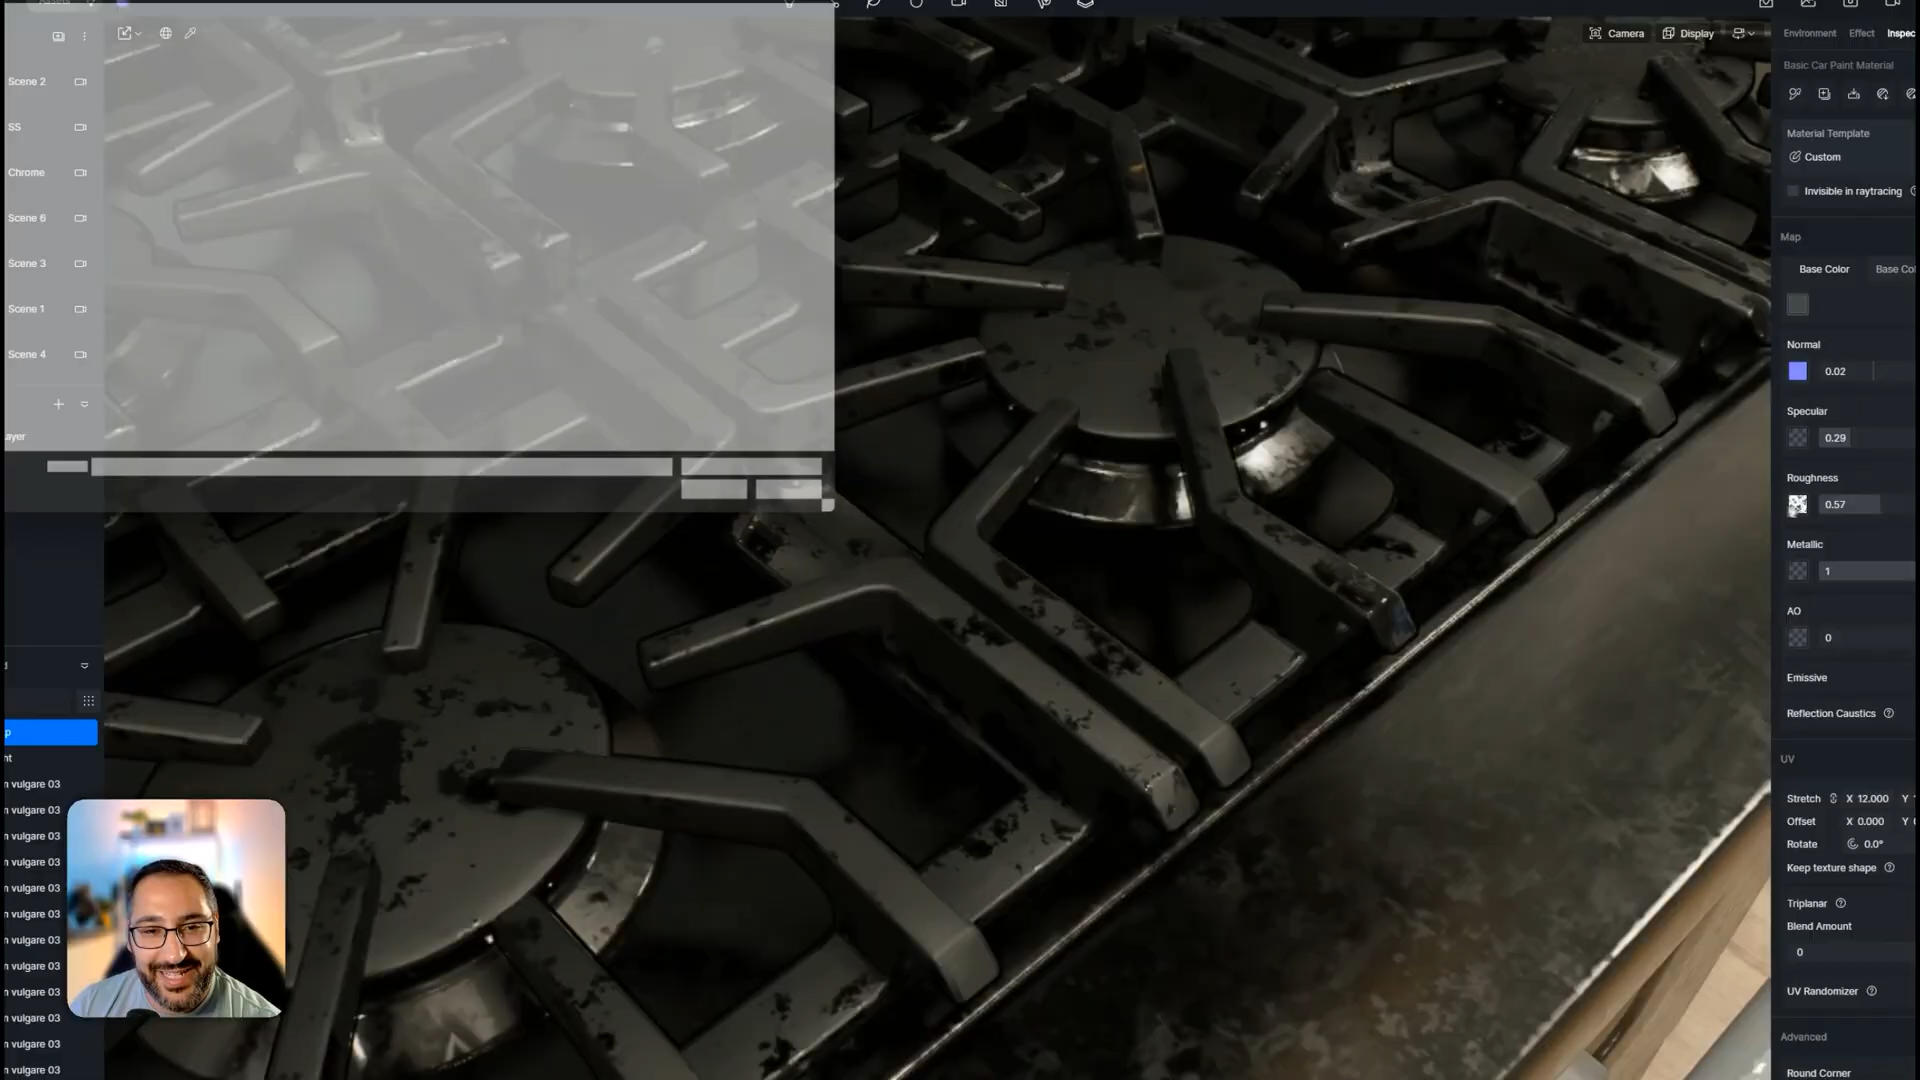 Assets
Camera
Display
Environment Effect Inspec
Basic Car Paint Material
Scene 2
SS
Chrome
Scene 6
Scene 3
Scene 1
Scene 4
ayer
d
p
ht
n vulgare 03
n vulgare 03
n vulgare 03
n vulgare 03
n vulgare 03
n vulgare 03
n vulgare 03
n vulgare 03
n vulgare 03
n vulgare 03
n vulgare 03
n vulgare 03
Material Template
Custom
Invisible in raytracing
Map
Base Color Base Col
Normal
0.02
Specular
0.29
Roughness
0.57
Metallic
1
AO
0
Emissive
Reflection Caustics
UV
Stretch X 12.000 Y
Offset X 0.000 Y
Rotate 0.0°
Keep texture shape
Triplanar
Blend Amount
0
UV Randomizer
Advanced
Round Corner